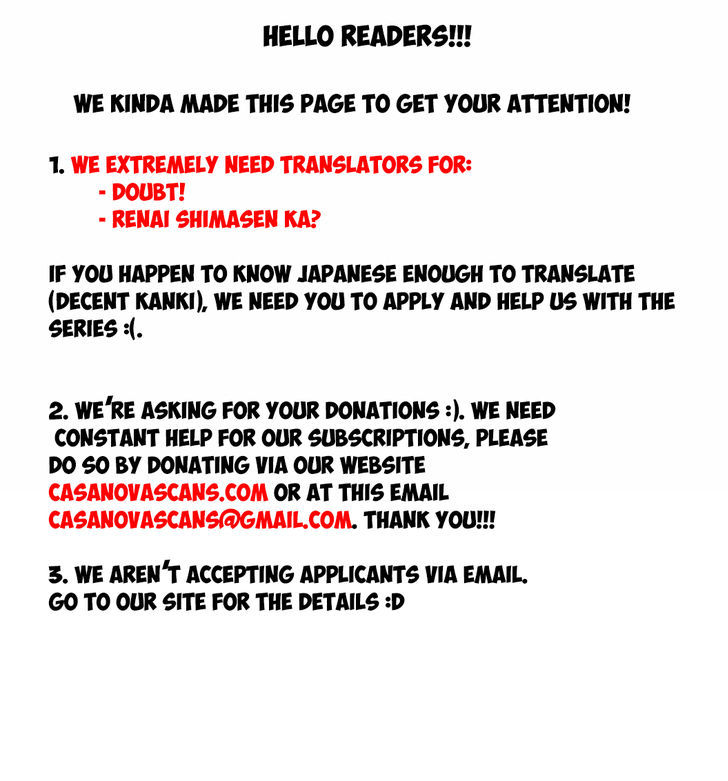 HELLO READERS!!!
WE KINDA MADE THIS PAGE TO GET YOUR ATTENTION!
1. WE EXTREMELY NEED TRANSLATORS FOR:
- DOUBT!
- RENAI SHIMASEN KA?
IF YOU HAPPEN TO KNOW JAPANESE ENOUGH TO TRANSLATE
(DECENT KANKI), WE NEED YOU TO APPLY AND HELP US WITH THE
SERIES :(.
2. WE'RE ASKING FOR YOUR DONATIONS :). WE NEED
CONSTANT HELP FOR OUR SUBSCRIPTIONS, PLEASE
DO SO BY DONATING VIA OUR WEBSITE
CASANOVASCANS.COM OR AT THIS EMAIL
CASANOVASCANS@GMAIL.COM. THANK YOU!!!
3. WE AREN'T ACCEPTING APPLICANTS VIA EMAIL.
GO TO OUR SITE FOR THE DETAILS :D